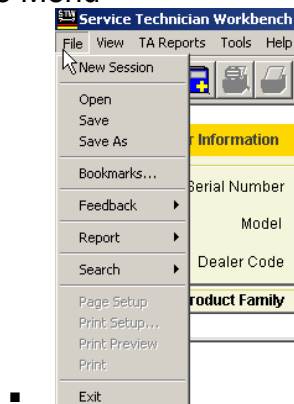 Service Technician Workbench
File View TA Reports Tools Help
New Session
Open
Save
Save As
r Information
Bookmarks...
Serial Number
Feedback
Model
Report
Dealer Code
Search
Page Setup
roduct Family
Print Setup...
Print Preview
Print
Exit